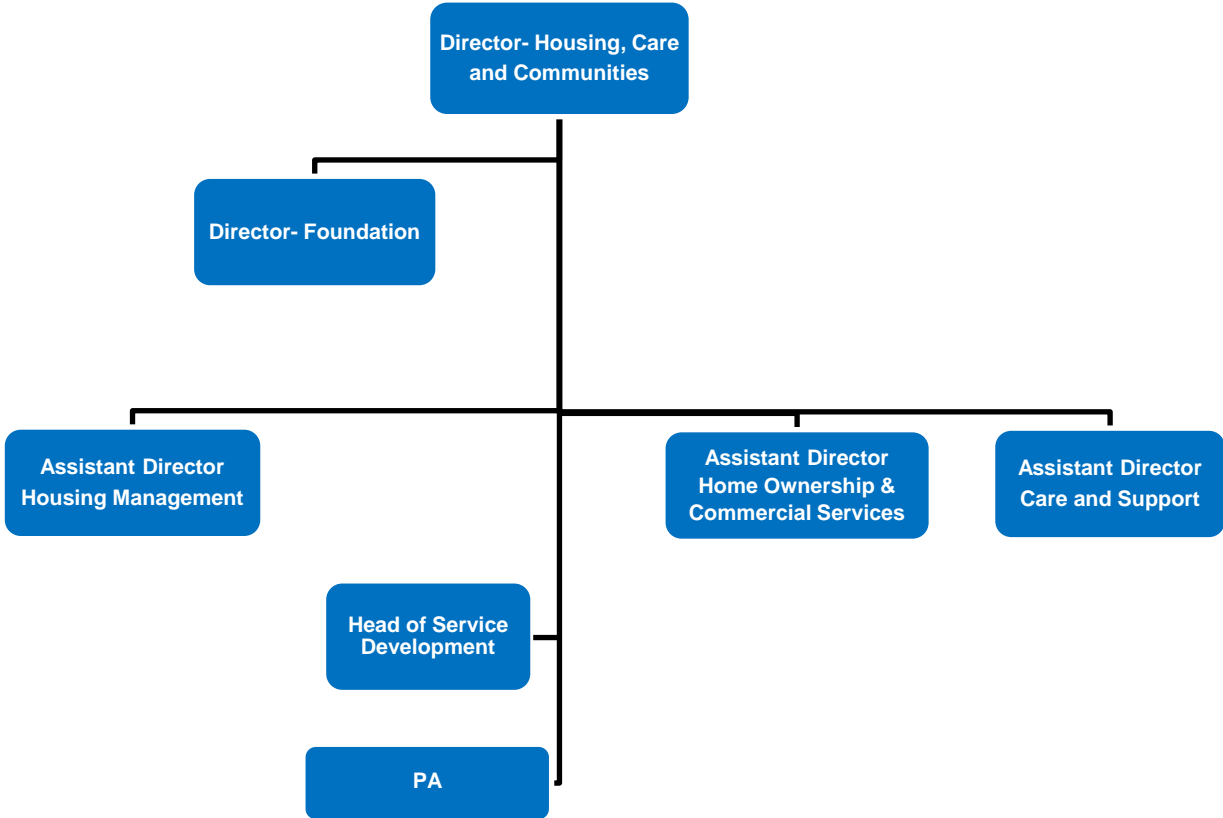 Director- Housing, Care
and Communities
Director- Foundation
Assistant Director
Housing Management
Assistant Director
Home Ownership &
Commercial Services
Assistant Director
Care and Support
Head of Service
Development
PA